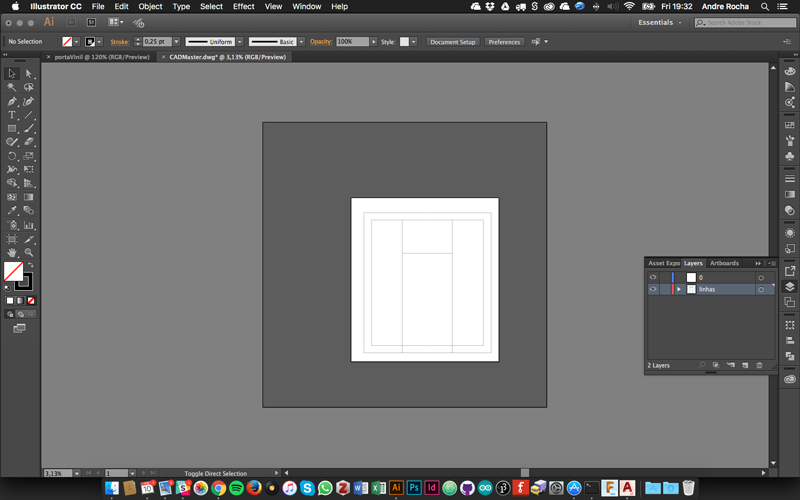 Illustrator CC File Edit Object Type Select Effect View Window Help Fri 19:32 Andre Rocha
Ai Br St Essentials Search Adobe Stock
No Selection Stroke: 0,25 pt Uniform Basic Opacity: 100% Style: Document Setup Preferences
× portaVinil @ 120% (RGB/Preview) × CADMaster.dwg* @ 3,13% (RGB/Preview)
Asset Expo Layers Artboards
0
linhas
2 Layers
3,13% 1 Toggle Direct Selection